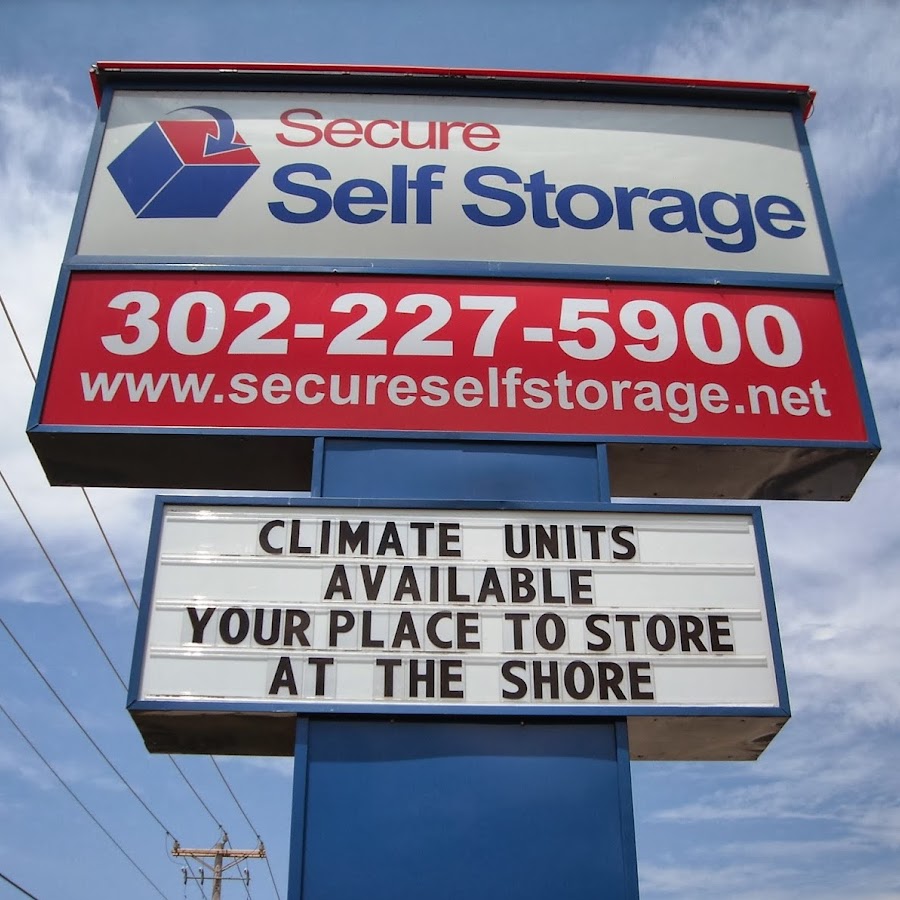 Secure
Self Storage
302-227-5900
www.secureselfstorage.net
CLIMATE UNITS
AVAILABLE
YOUR PLACE TO STORE
AT THE SHORE